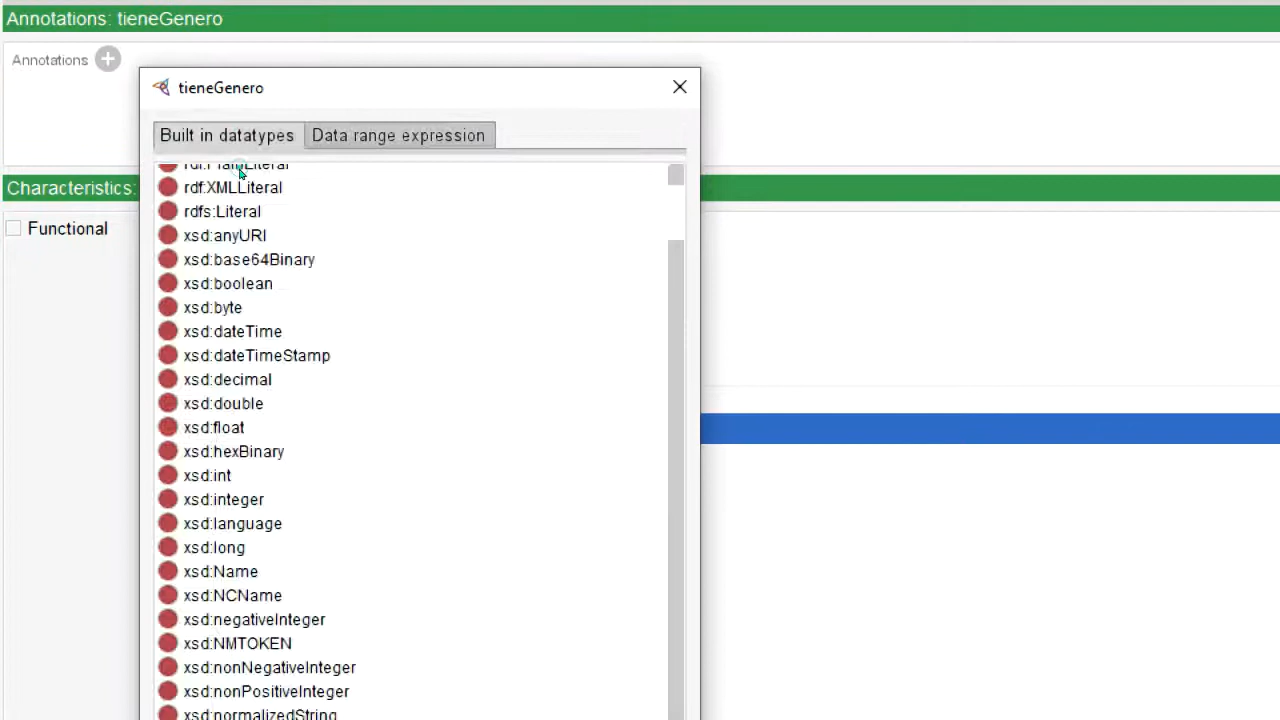 Annotations: tieneGenero
Annotations
tieneGenero
Built in datatypes
Data range expression
rdf:PlainLiteral
rdf:XMLLiteral
Characteristics:
rdfs:Literal
Functional
xsd:anyURI
xsd:base64Binary
xsd:boolean
xsd:byte
xsd:dateTime
xsd:dateTimeStamp
xsd:decimal
xsd:double
xsd:float
xsd:hexBinary
xsd:int
xsd:integer
xsd:language
xsd:long
xsd:Name
xsd:NCName
xsd:negativeInteger
xsd:NMTOKEN
xsd:nonNegativeInteger
xsd:nonPositiveInteger
xsd:normalizedString